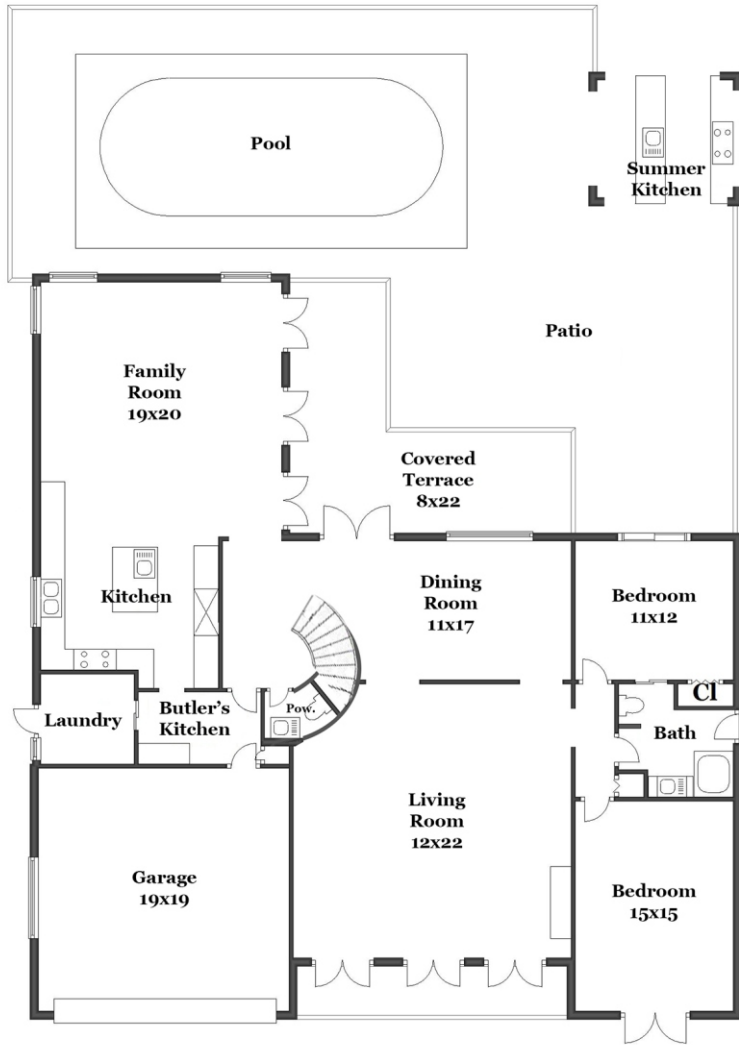 Pool
Summer
Kitchen
Patio
Family
Room
19x20
Covered
Terrace
8x22
Kitchen
Dining
Room
11x17
Bedroom
11x12
Laundry
Butler's
Kitchen
Pow.
Cl
Bath
Living
Room
12x22
Garage
19x19
Bedroom
15x15